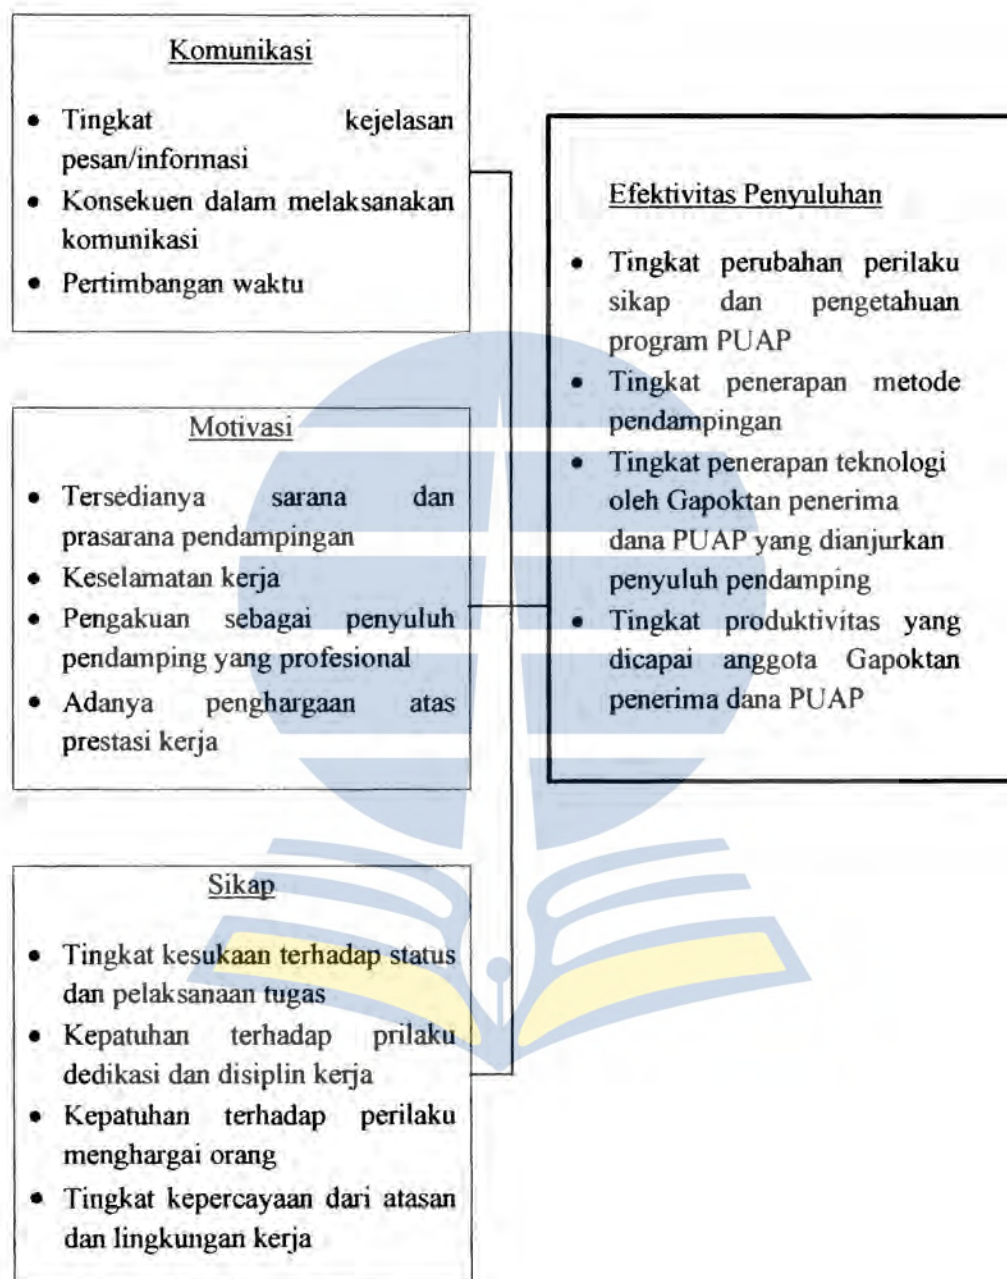 Komunikasi
• Tingkat kejelasan
pesan/informasi
• Konsekuen dalam melaksanakan
komunikasi
• Pertimbangan waktu
Motivasi
• Tersedianya sarana dan
prasarana pendampingan
• Keselamatan kerja
• Pengakuan sebagai penyuluh
pendamping yang profesional
• Adanya penghargaan atas
prestasi kerja
Sikap
• Tingkat kesukaan terhadap status
dan pelaksanaan tugas
• Kepatuhan terhadap prilaku
dedikasi dan disiplin kerja
• Kepatuhan terhadap perilaku
menghargai orang
• Tingkat kepercayaan dari atasan
dan lingkungan kerja
Efektivitas Penyuluhan
• Tingkat perubahan perilaku
sikap dan pengetahuan
program PUAP
• Tingkat penerapan metode
pendampingan
• Tingkat penerapan teknologi
oleh Gapoktan penerima
dana PUAP yang dianjurkan
penyuluh pendamping
• Tingkat produktivitas yang
dicapai anggota Gapoktan
penerima dana PUAP